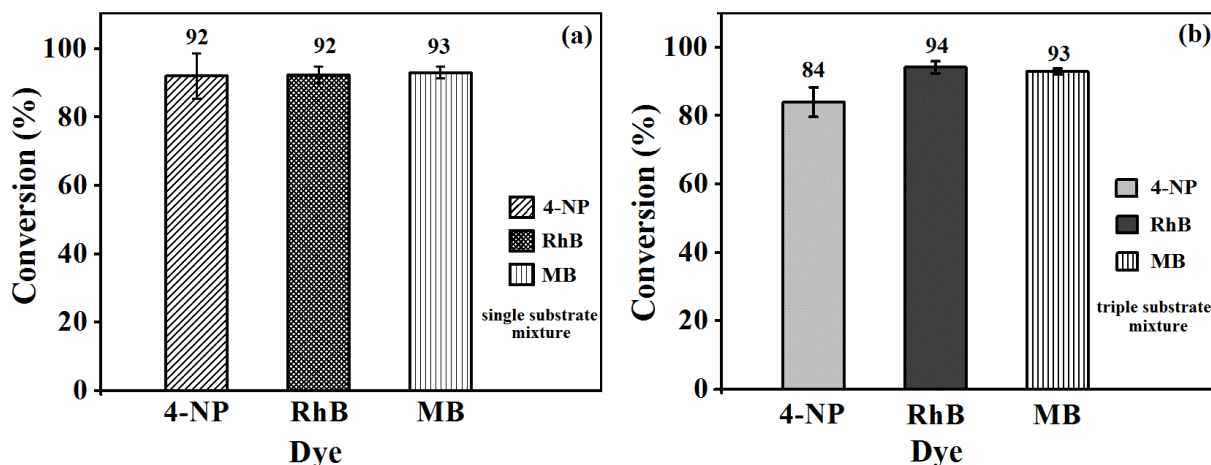 (a)
92
92
93
100
80
60
40
20
0
Conversion (%)
4-NP
RhB
MB
single substrate
mixture
4-NP
RhB
MB
Dye
(b)
84
94
93
100
80
60
40
20
0
Conversion (%)
4-NP
RhB
MB
triple substrate
mixture
4-NP
RhB
MB
Dye